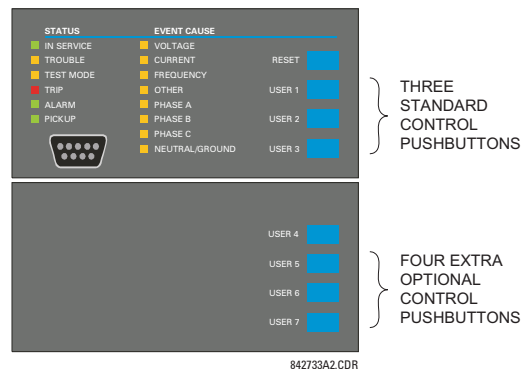 STATUS
IN SERVICE
TROUBLE
TEST MODE
TRIP
ALARM
PICKUP
EVENT CAUSE
VOLTAGE
CURRENT
FREQUENCY
OTHER
PHASE A
PHASE B
PHASE C
NEUTRAL/GROUND
RESET
USER 1
USER 2
USER 3
THREE
STANDARD
CONTROL
PUSHBUTTONS
USER 4
USER 5
USER 6
USER 7
FOUR EXTRA
OPTIONAL
CONTROL
PUSHBUTTONS
842733A2.CDR